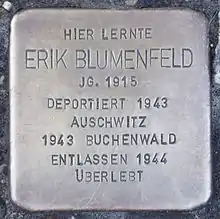 HIER LERNTE
ERIK BLUMENFELD
JG. 1915
DEPORTIERT 1943
AUSCHWITZ
1943 BUCHENWALD
ENTLASSEN 1944
ÜBERLEBT